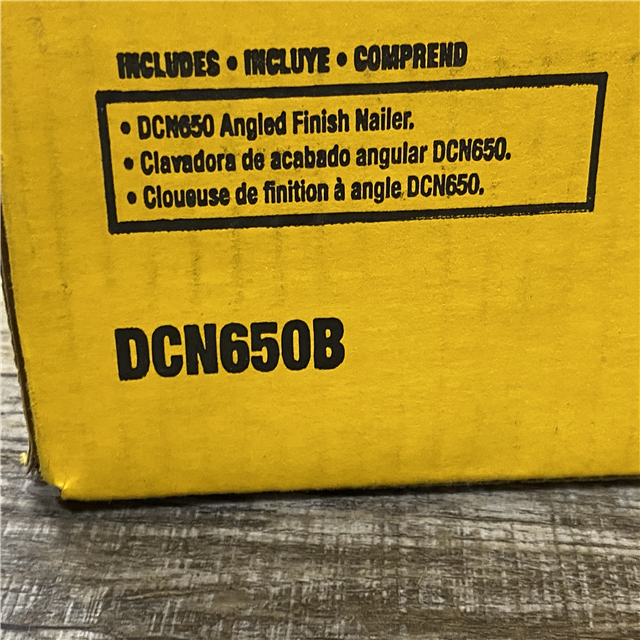 INCLUDES • INCLUYE • COMPREND
• DCN650 Angled Finish Nailer.
• Clavadora de acabado angular DCN650.
• Cloueuse de finition à angle DCN650.
DCN650B